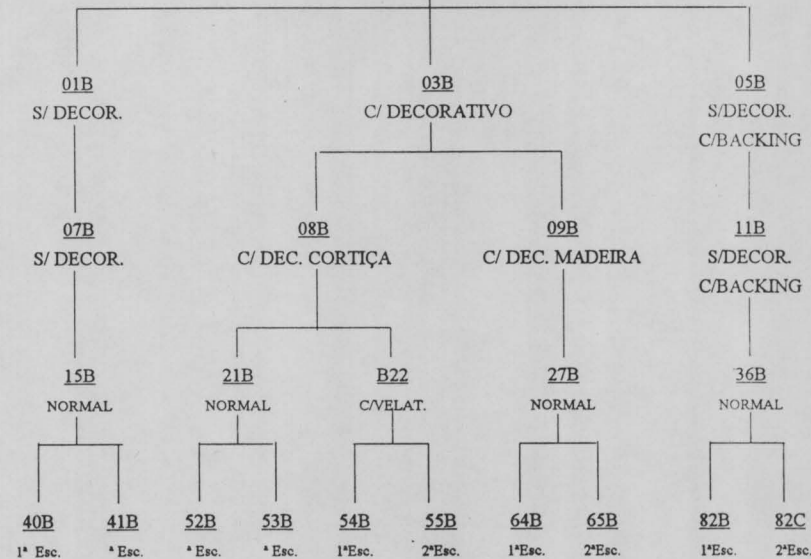 01B 03B 05B
S/ DECOR. C/ DECORATIVO S/DECOR.
C/BACKING
07B 08B 09B 11B
S/ DECOR. C/ DEC. CORTIÇA C/ DEC. MADEIRA S/DECOR.
C/BACKING
15B 21B B22 27B 36B
NORMAL NORMAL C/VELAT. NORMAL NORMAL
40B 41B 52B 53B 54B 55B 64B 65B 82B 82C
1ª Esc. ª Esc. ª Esc. ª Esc. 1ªEsc. 2ªEsc. 1ªEsc. 2ªEsc. 1ªEsc. 2ªEsc.